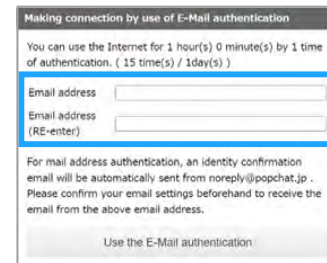 Making connection by use of E-Mail authentication
You can use the Internet for 1 hour(s) 0 minute(s) by 1 time
of authentication. ( 15 time(s) / 1day(s) )
Email address
Email address
(RE-enter)
For mail address authentication, an identity confirmation
email will be automatically sent from noreply@popchat.jp .
Please confirm your email settings beforehand to receive the
email from the above email address.
Use the E-Mail authentication